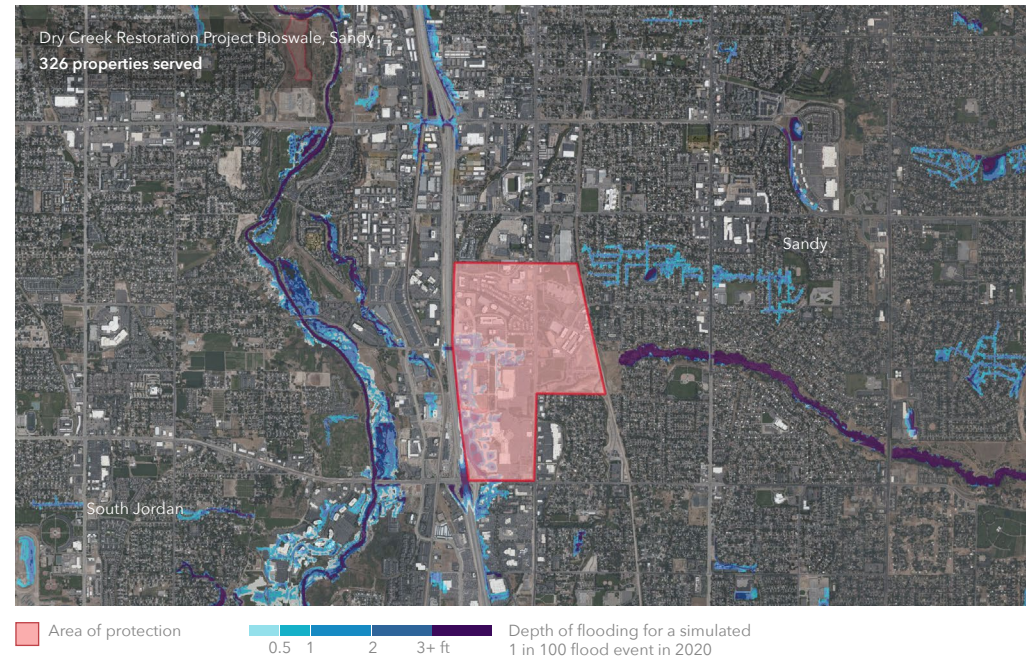 Dry Creek Restoration Project Bioswale, Sandy
326 properties served
Sandy
South Jordan
Area of protection
0.5 1 2 3+ ft
Depth of flooding for a simulated
1 in 100 flood event in 2020